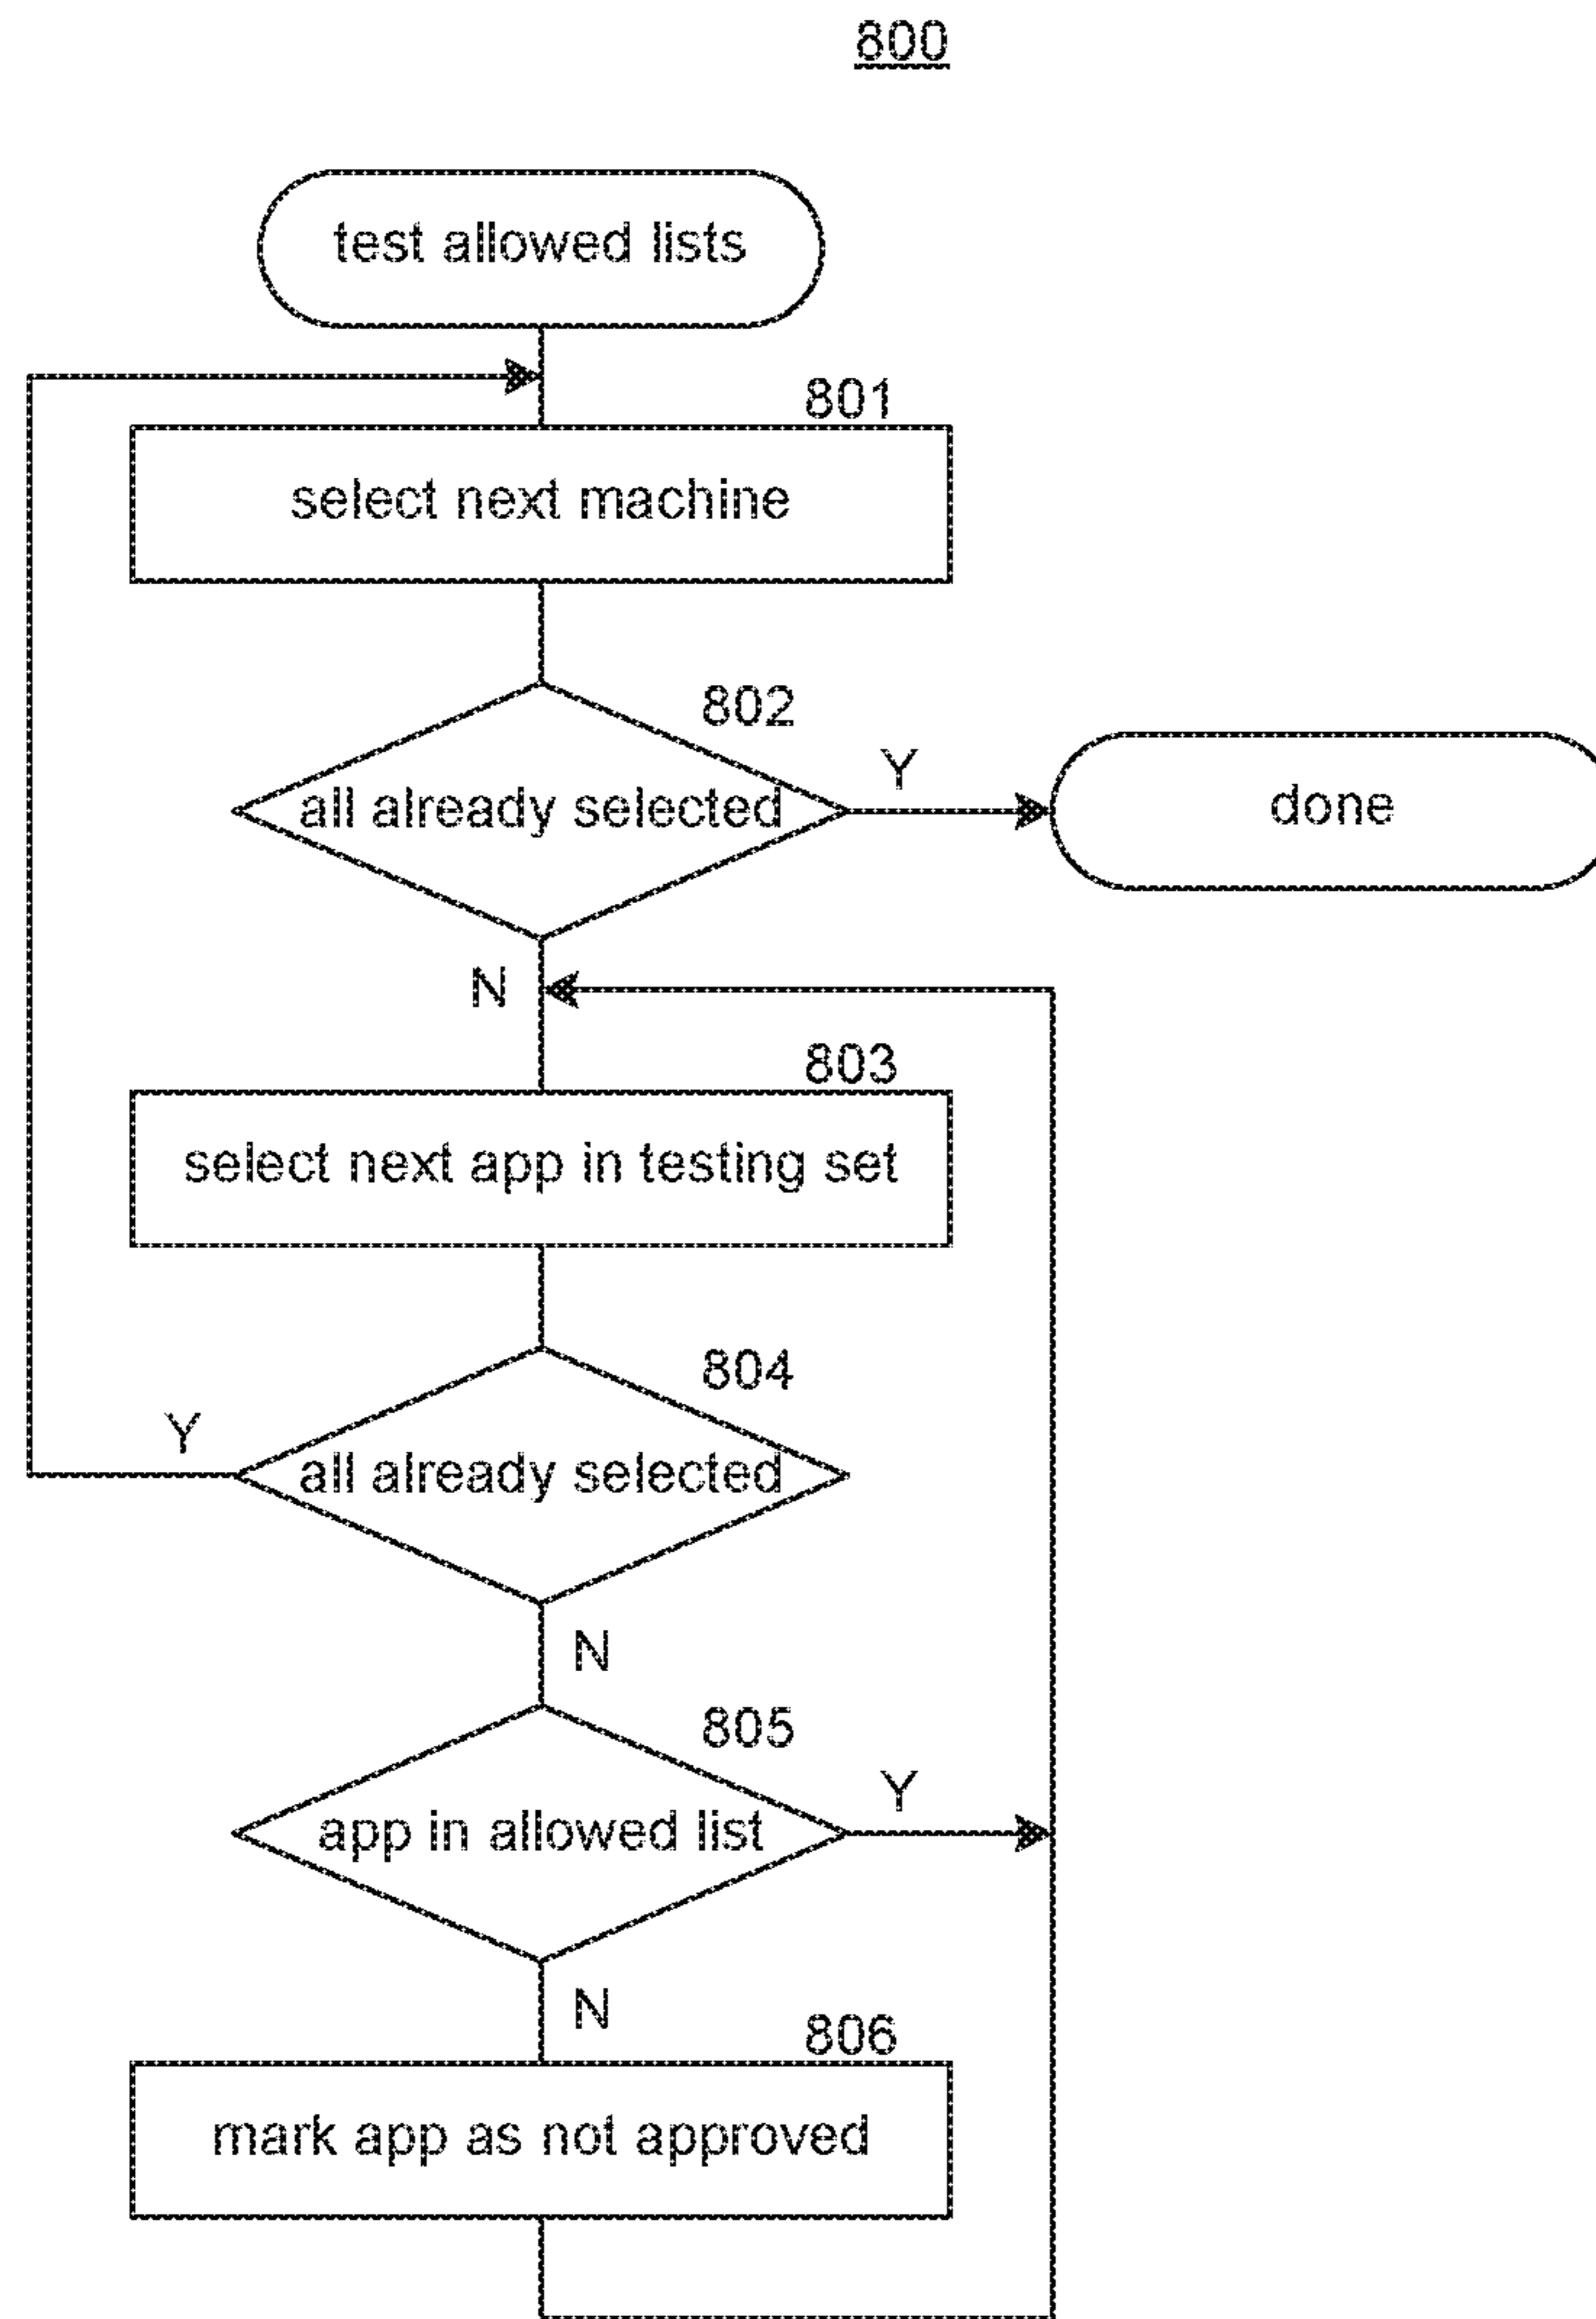 800
test allowed lists
801
select next machine
802
all already selected
Y
done
N
803
select next app in testing set
804
Y
all already selected
N
805
Y
app in allowed list
N
806
mark app as not approved